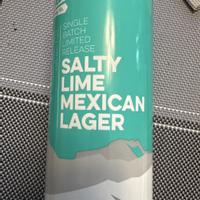 SINGLE
BATCH
LIMITED
RELEASE
SALTY
LIME
MEXICAN
LAGER